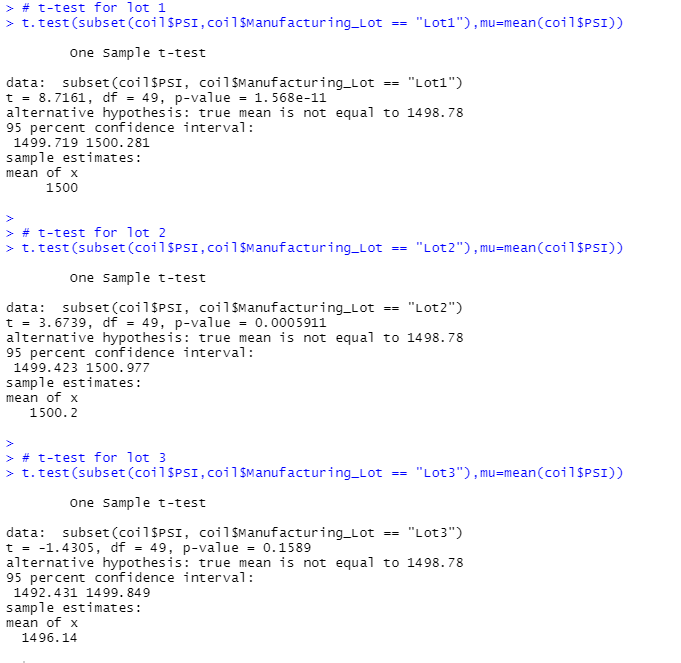 > # t-test for lot 1
> t.test(subset(coil$PSI,coil$Manufacturing_Lot == "Lot1"),mu=mean(coil$PSI))
One Sample t-test
data:  subset(coil$PSI, coil$Manufacturing_Lot == "Lot1")
t = 8.7161, df = 49, p-value = 1.568e-11
alternative hypothesis: true mean is not equal to 1498.78
95 percent confidence interval:
1499.719 1500.281
sample estimates:
mean of x
1500
>
> # t-test for lot 2
> t.test(subset(coil$PSI,coil$Manufacturing_Lot == "Lot2"),mu=mean(coil$PSI))
One Sample t-test
data:  subset(coil$PSI, coil$Manufacturing_Lot == "Lot2")
t = 3.6739, df = 49, p-value = 0.0005911
alternative hypothesis: true mean is not equal to 1498.78
95 percent confidence interval:
1499.423 1500.977
sample estimates:
mean of x
1500.2
>
> # t-test for lot 3
> t.test(subset(coil$PSI,coil$Manufacturing_Lot == "Lot3"),mu=mean(coil$PSI))
One Sample t-test
data:  subset(coil$PSI, coil$Manufacturing_Lot == "Lot3")
t = -1.4305, df = 49, p-value = 0.1589
alternative hypothesis: true mean is not equal to 1498.78
95 percent confidence interval:
1492.431 1499.849
sample estimates:
mean of x
1496.14